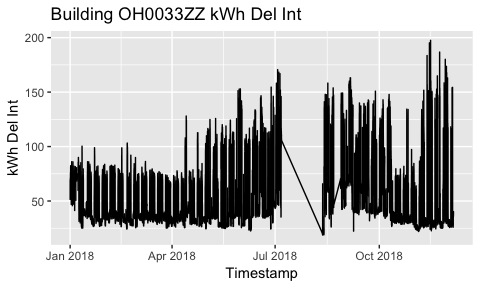 Building OH0033ZZ kWh Del Int
200
150
100
50
kWh Del Int
Jan 2018 Apr 2018 Jul 2018 Oct 2018
Timestamp